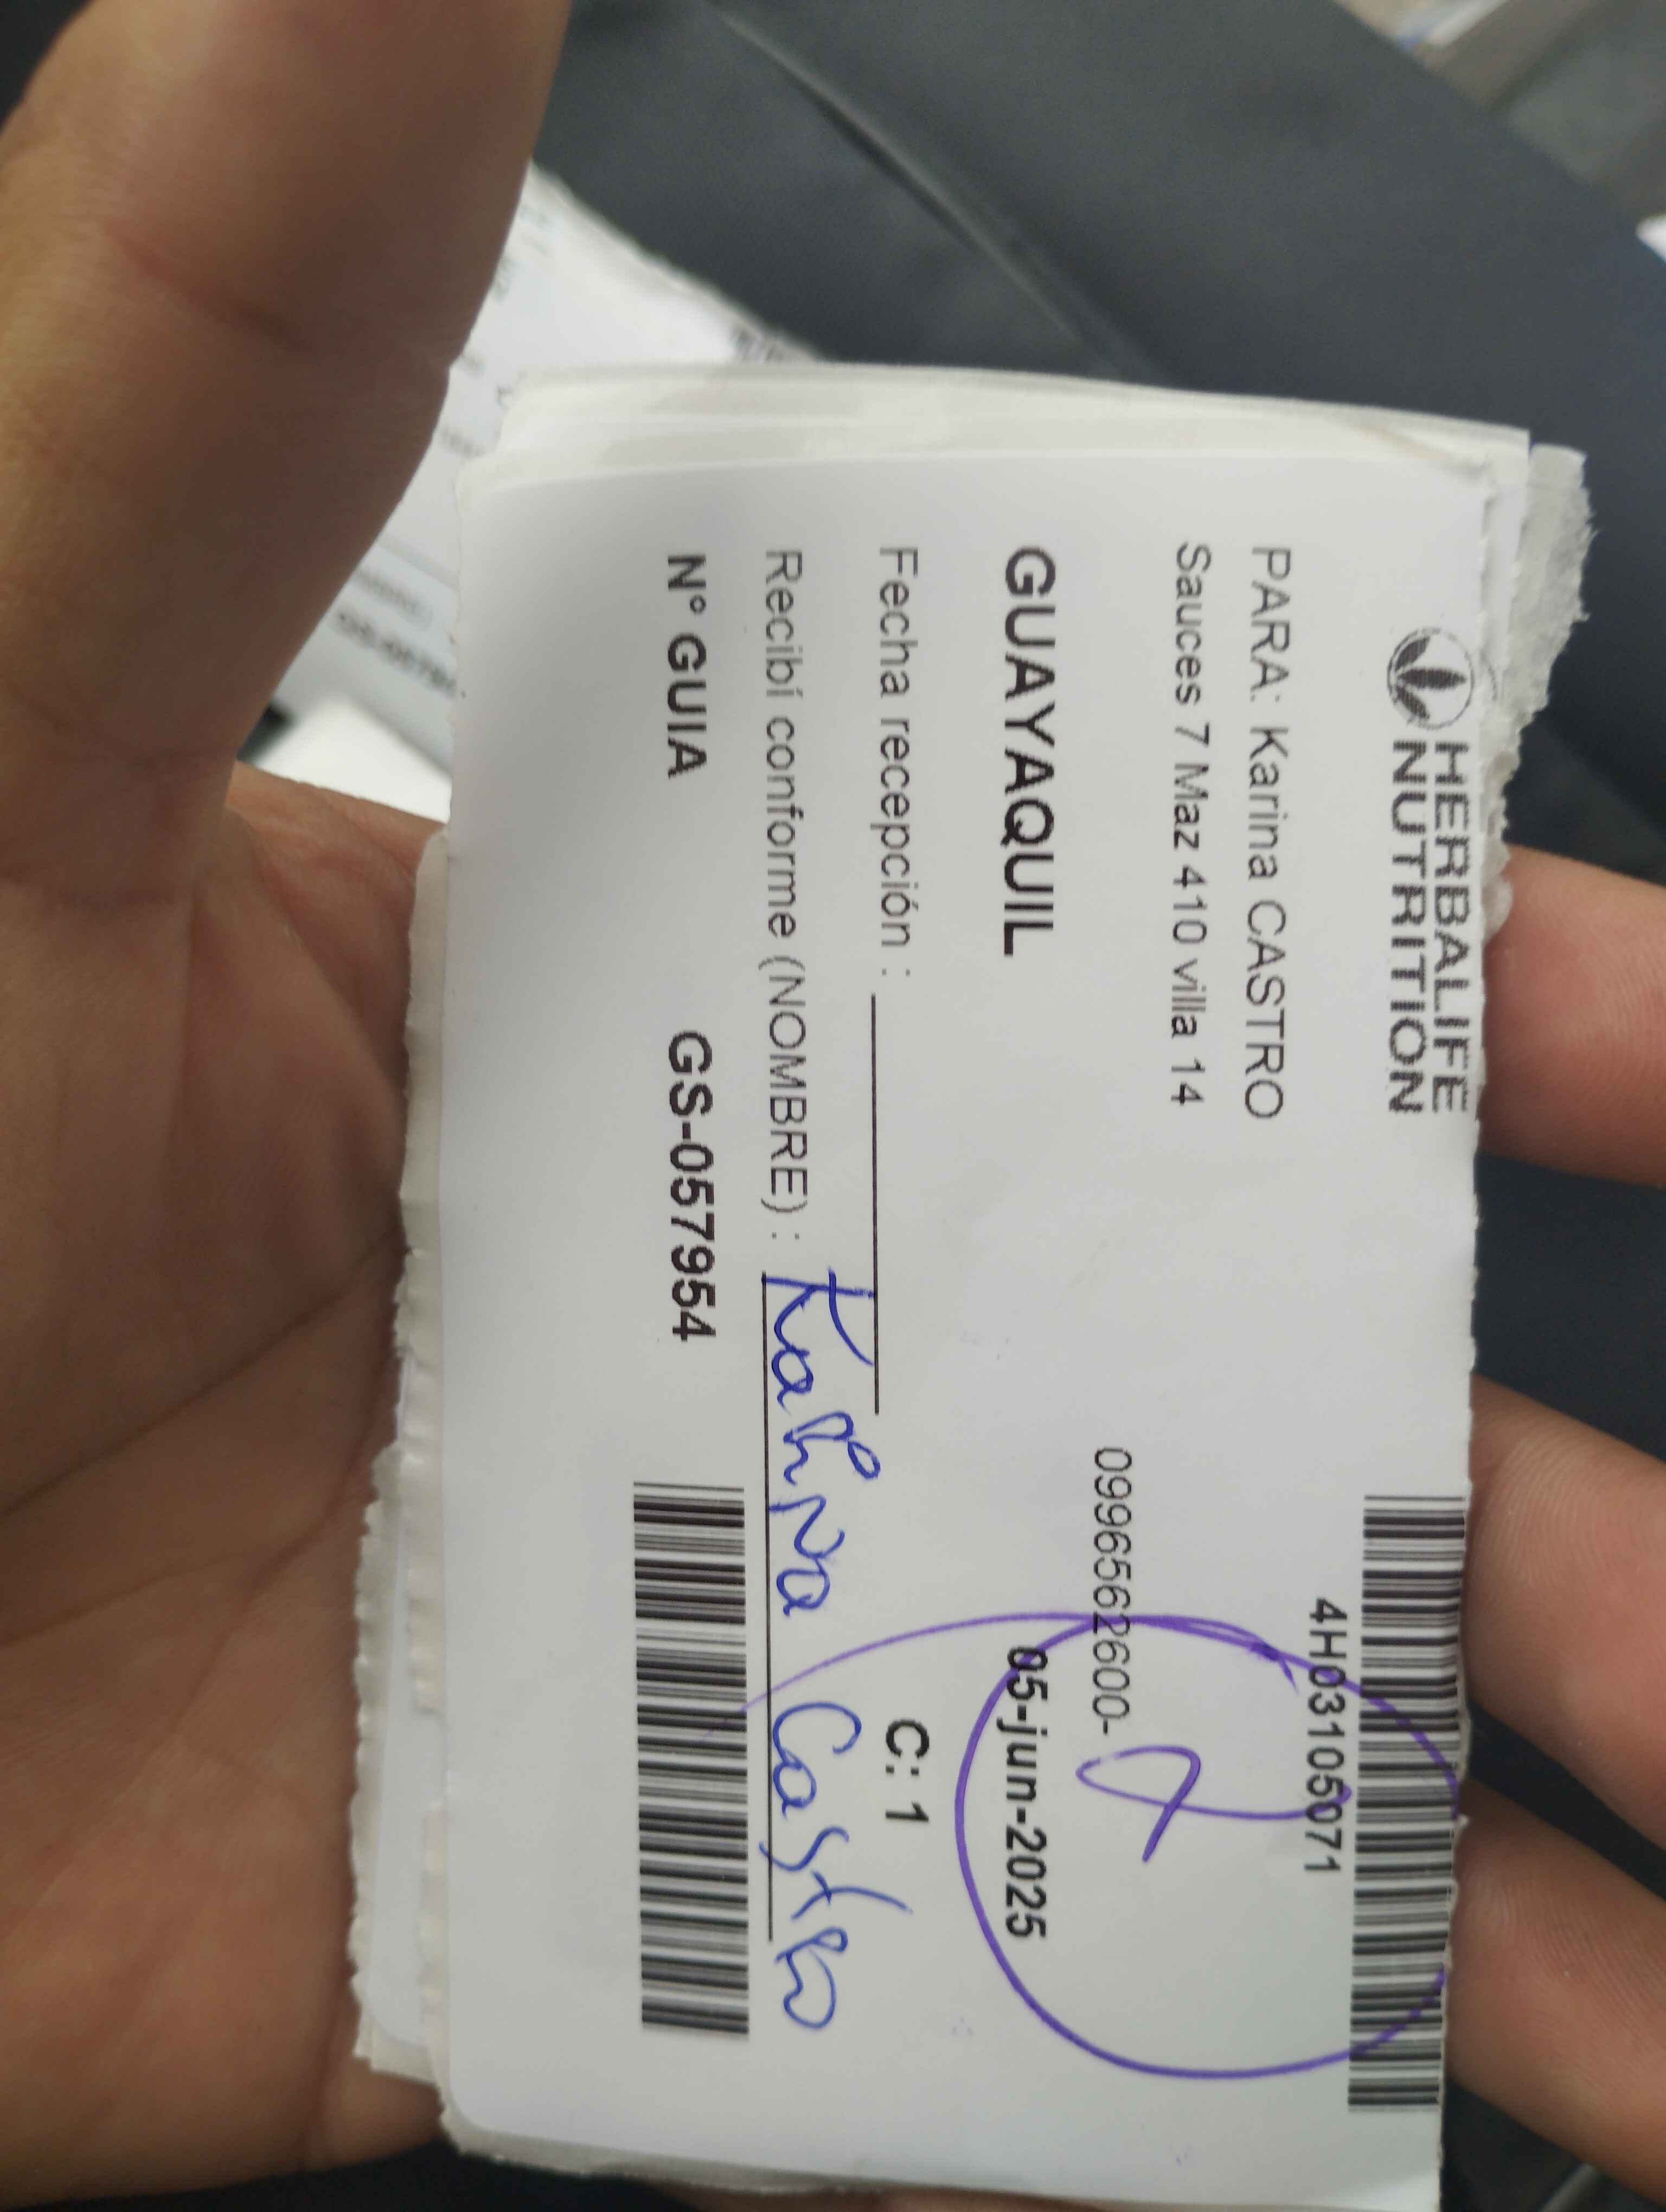 HERBALIFE
NUTRITION
4H03105071
PARA: Karina CASTRO
Sauces 7 Maz 410 villa 14
0996562600-
GUAYAQUIL
05-jun-2025
Fecha recepción :
C: 1
Recibí conforme (NOMBRE) : Karina Castro
N° GUIA GS-057954